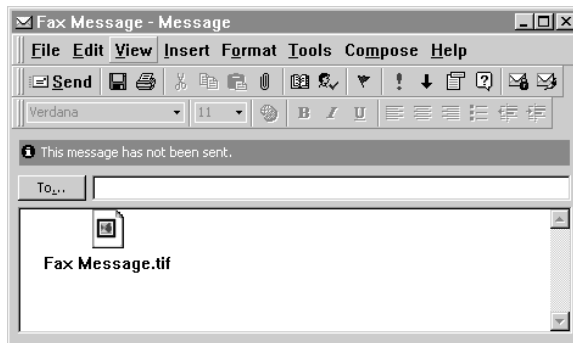 Fax Message - Message
File Edit View Insert Format Tools Compose Help
Send
Verdana 11 B I U
This message has not been sent.
To...
Fax Message.tif